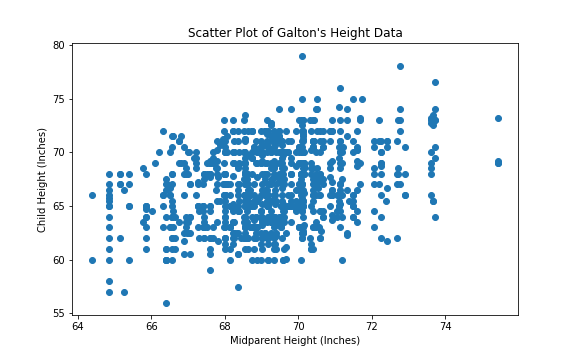 Scatter Plot of Galton's Height Data
80
75
70
65
60
55
Child Height (Inches)
64 66 68 70 72 74
Midparent Height (Inches)